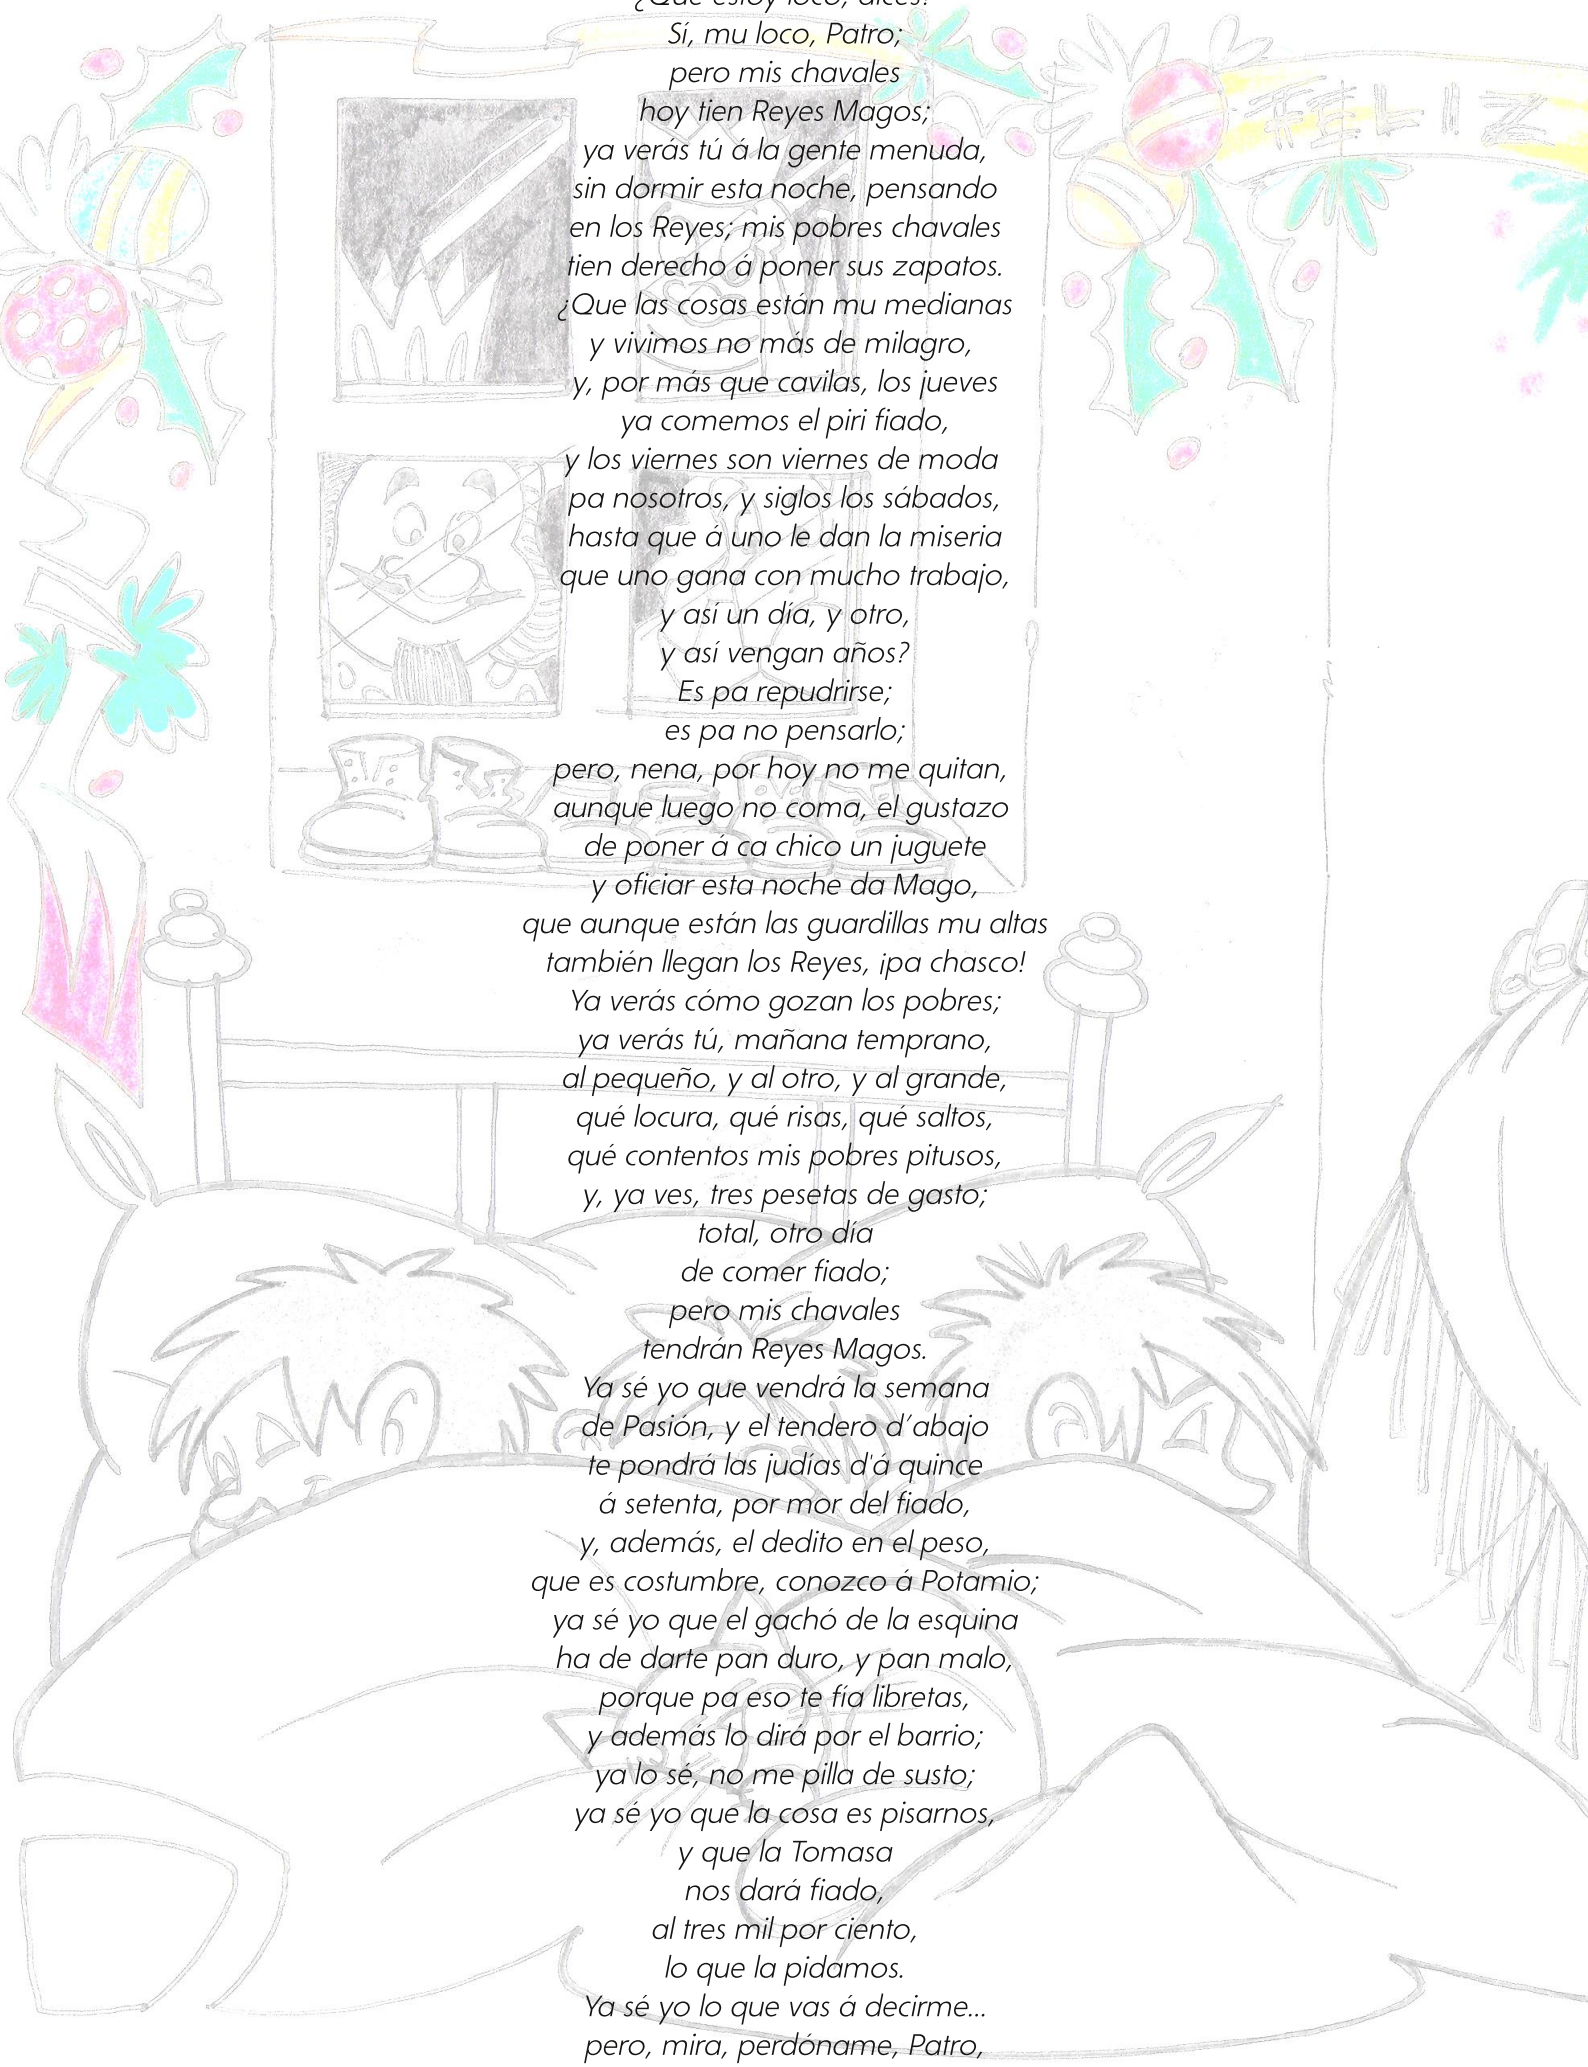 ¿Que estoy loco, dices?
Sí, mu loco, Patro;
pero mis chavales
hoy tien Reyes Magos;
ya verás tú á la gente menuda,
sin dormir esta noche, pensando
en los Reyes; mis pobres chavales
tien derecho á poner sus zapatos.
¿Que las cosas están mu medianas
y vivimos no más de milagro,
y, por más que cavilas, los jueves
ya comemos el piri fiado,
y los viernes son viernes de moda
pa nosotros, y siglos los sábados,
hasta que á uno le dan la miseria
que uno gana con mucho trabajo,
y así un día, y otro,
y así vengan años?
Es pa repudrirse;
es pa no pensarlo;
pero, nena, por hoy no me quitan,
aunque luego no coma, el gustazo
de poner á ca chico un juguete
y oficiar esta noche da Mago,
que aunque están las guardillas mu altas
también llegan los Reyes, ¡pa chasco!
Ya verás cómo gozan los pobres;
ya verás tú, mañana temprano,
al pequeño, y al otro, y al grande,
qué locura, qué risas, qué saltos,
qué contentos mis pobres pitusos,
y, ya ves, tres pesetas de gasto;
total, otro día
de comer fiado;
pero mis chavales
tendrán Reyes Magos.
Ya sé yo que vendrá la semana
de Pasión, y el tendero d’abajo
te pondrá las judías d'á quince
á setenta, por mor del fiado,
y, además, el dedito en el peso,
que es costumbre, conozco á Potamio;
ya sé yo que el gachó de la esquina
ha de darte pan duro, y pan malo,
porque pa eso te fía libretas,
y además lo dirá por el barrio;
ya lo sé, no me pilla de susto;
ya sé yo que la cosa es pisarnos,
y que la Tomasa
nos dará fiado,
al tres mil por ciento,
lo que la pidamos.
Ya sé yo lo que vas á decirme...
pero, mira, perdóname, Patro,
FELIZ